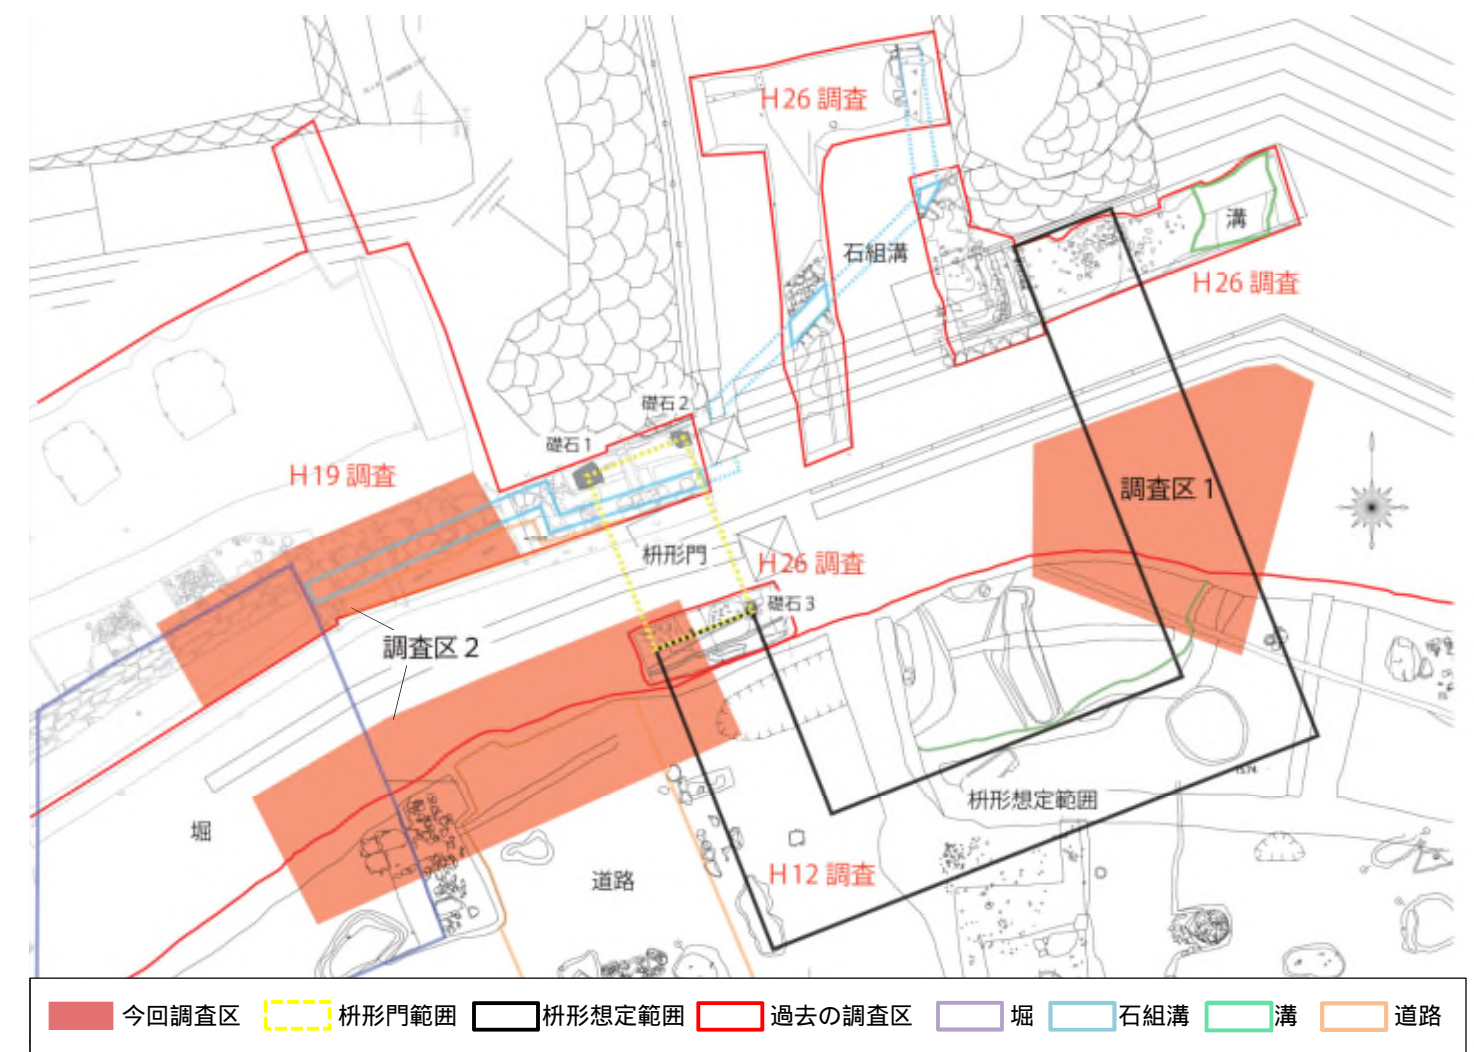 H26 調査
石組溝
溝
H26 調査
礎石 2
礎石 1
H19 調査
調査区 1
枡形門
H26 調査
礎石 3
調査区 2
枡形想定範囲
堀
道路
H12 調査
今回調査区 枡形門範囲 枡形想定範囲 過去の調査区 堀 石組溝 溝 道路